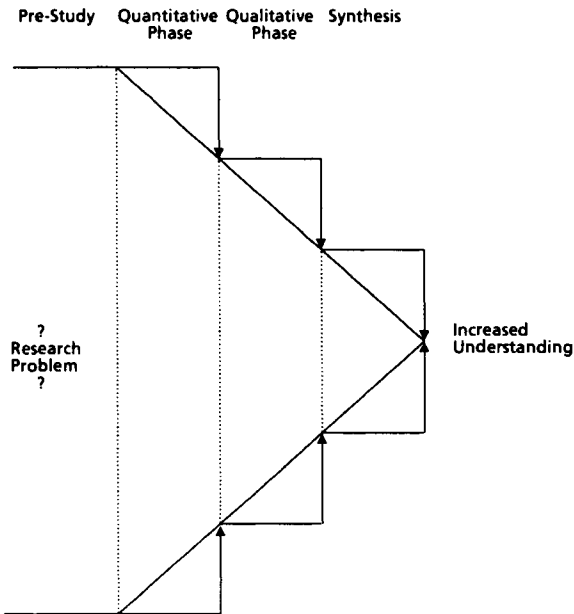 Pre-Study Quantitative Qualitative Synthesis
Phase Phase
?
Research
Problem
?
Increased
Understanding